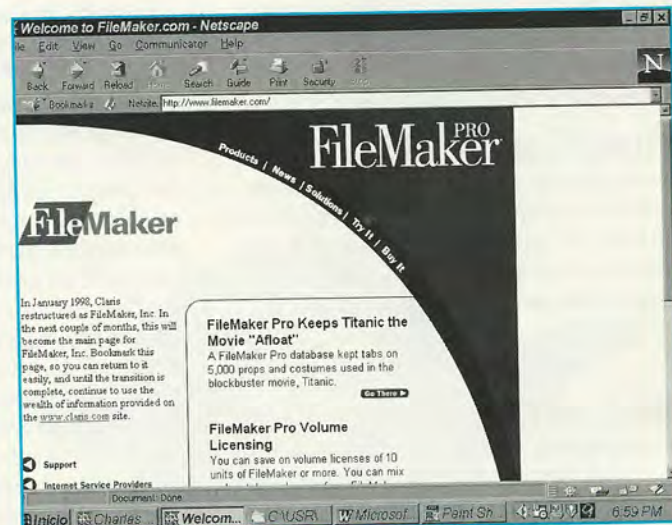 Welcome to FileMaker.com - Netscape
Edit View Go Communicator Help
Back Forward Reload Home Search Guide Print Security Stop
Bookmarks Netsite: http://www.filemaker.com/
N
FileMaker PRO
Products | News | Solutions | Try It | Buy It
FileMaker
In January 1998, Claris
restructured as FileMaker, Inc. In
the next couple of months, this will
become the main page for
FileMaker, Inc. Bookmark this
page, so you can return to it
easily, and until the transition is
complete, continue to use the
wealth of information provided on
the www.claris.com site.
Support
Internet Service Providers
FileMaker Pro Keeps Titanic the
Movie "Afloat"
A FileMaker Pro database kept tabs on
5,000 props and costumes used in the
blockbuster movie, Titanic.
Go There
FileMaker Pro Volume
Licensing
You can save on volume licenses of 10
units of FileMaker or more. You can mix
Document: Done
Inicio Charles... Welcom... C:\USR\ Microsof... Paint Sh... 6:59 PM